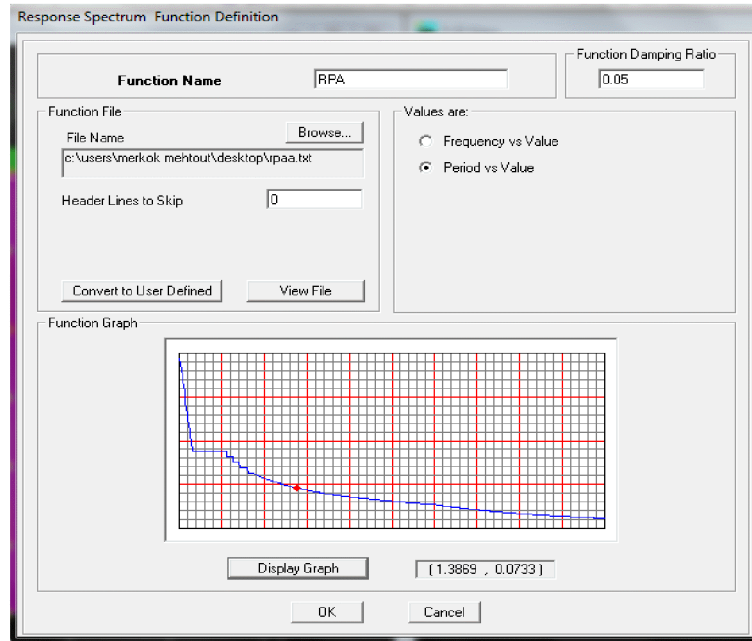 Response Spectrum Function Definition
Function Name
RPA
Function Damping Ratio
0.05
Function File
File Name
Browse...
c:\users\merkok mehtout\desktop\rpaa.txt
Header Lines to Skip
0
Convert to User Defined
View File
Values are:
Frequency vs Value
Period vs Value
Function Graph
Display Graph
(1.3869 , 0.0733)
OK
Cancel